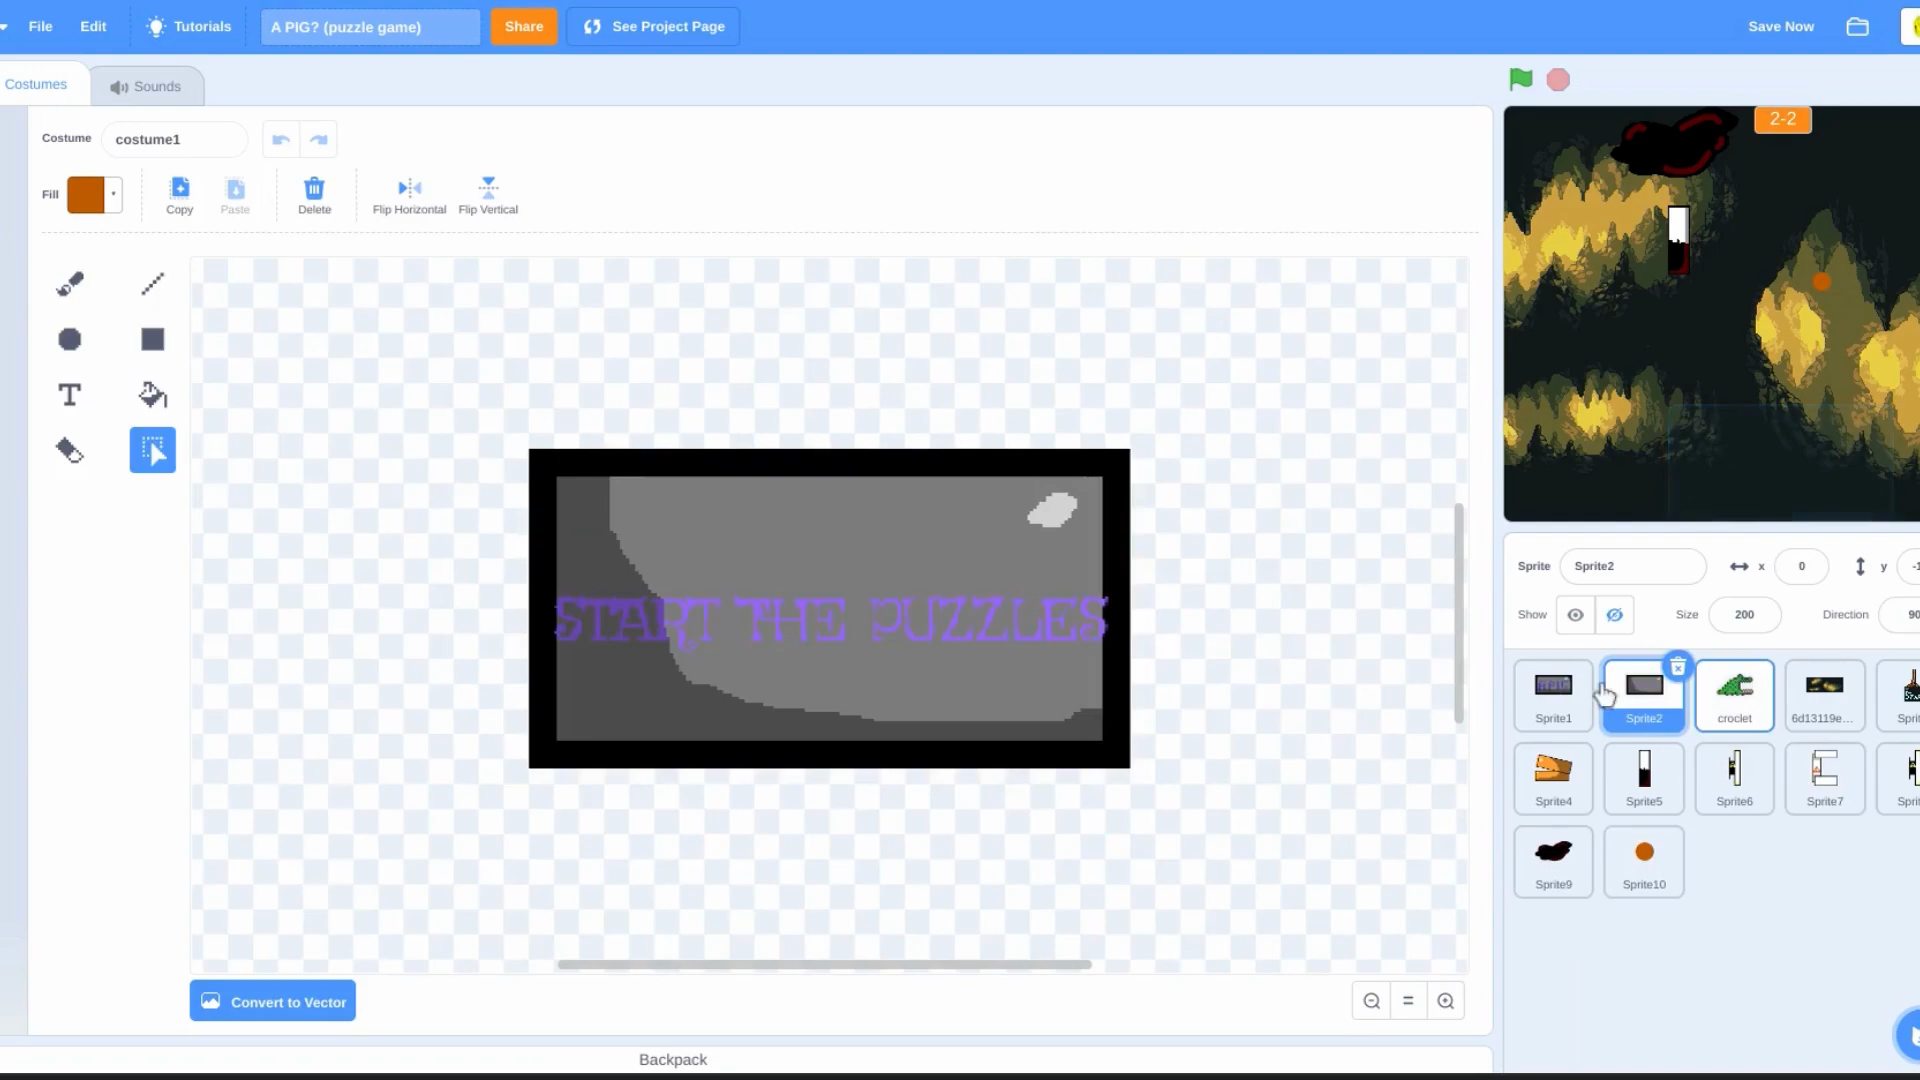 File Edit Tutorials A PIG? (puzzle game) Share See Project Page Save Now
Costumes Sounds
Costume costume1
Fill Copy Paste Delete Flip Horizontal Flip Vertical
T
START THE PUZZLES
Convert to Vector
Backpack
2-2
Sprite Sprite2 x 0 y
Show Size 200 Direction 90
Sprite1 Sprite2 croclet 6d13119e...
Sprite4 Sprite5 Sprite6 Sprite7
Sprite9 Sprite10